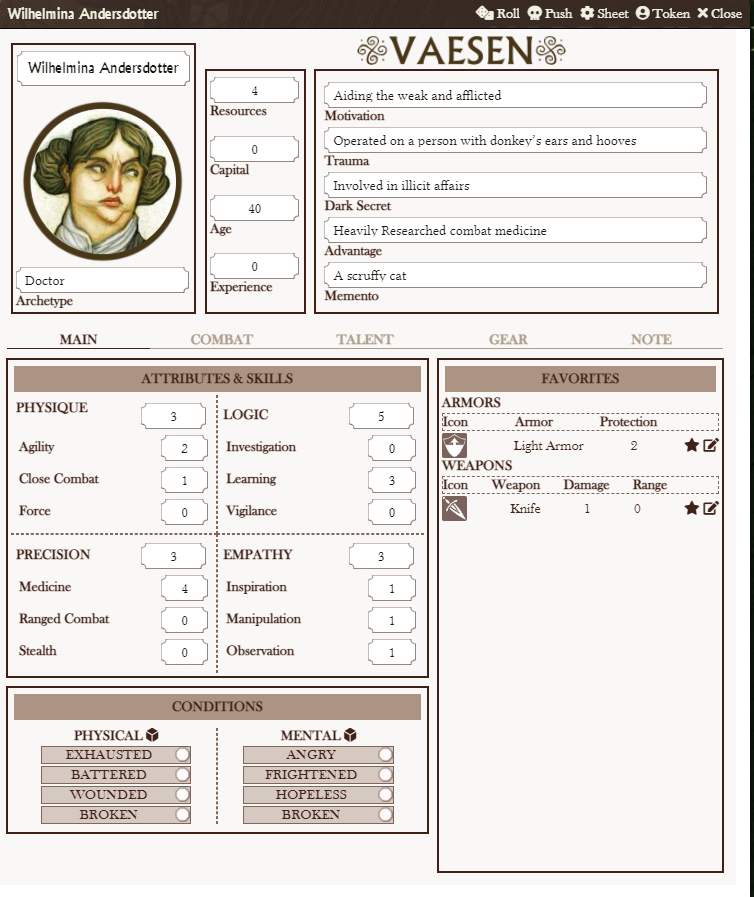 Wilhelmina Andersdotter Roll Push Sheet Token Close
VAESEN
Wilhelmina Andersdotter
Doctor
Archetype
4
Resources
0
Capital
40
Age
0
Experience
Aiding the weak and afflicted
Motivation
Operated on a person with donkey's ears and hooves
Trauma
Involved in illicit affairs
Dark Secret
Heavily Researched combat medicine
Advantage
A scruffy cat
Memento
MAIN COMBAT TALENT GEAR NOTE
ATTRIBUTES & SKILLS
PHYSIQUE 3
Agility 2
Close Combat 1
Force 0
LOGIC 5
Investigation 0
Learning 3
Vigilance 0
PRECISION 3
Medicine 4
Ranged Combat 0
Stealth 0
EMPATHY 3
Inspiration 1
Manipulation 1
Observation 1
CONDITIONS
PHYSICAL
EXHAUSTED
BATTERED
WOUNDED
BROKEN
MENTAL
ANGRY
FRIGHTENED
HOPELESS
BROKEN
FAVORITES
ARMORS
Icon Armor Protection
Light Armor 2
WEAPONS
Icon Weapon Damage Range
Knife 1 0